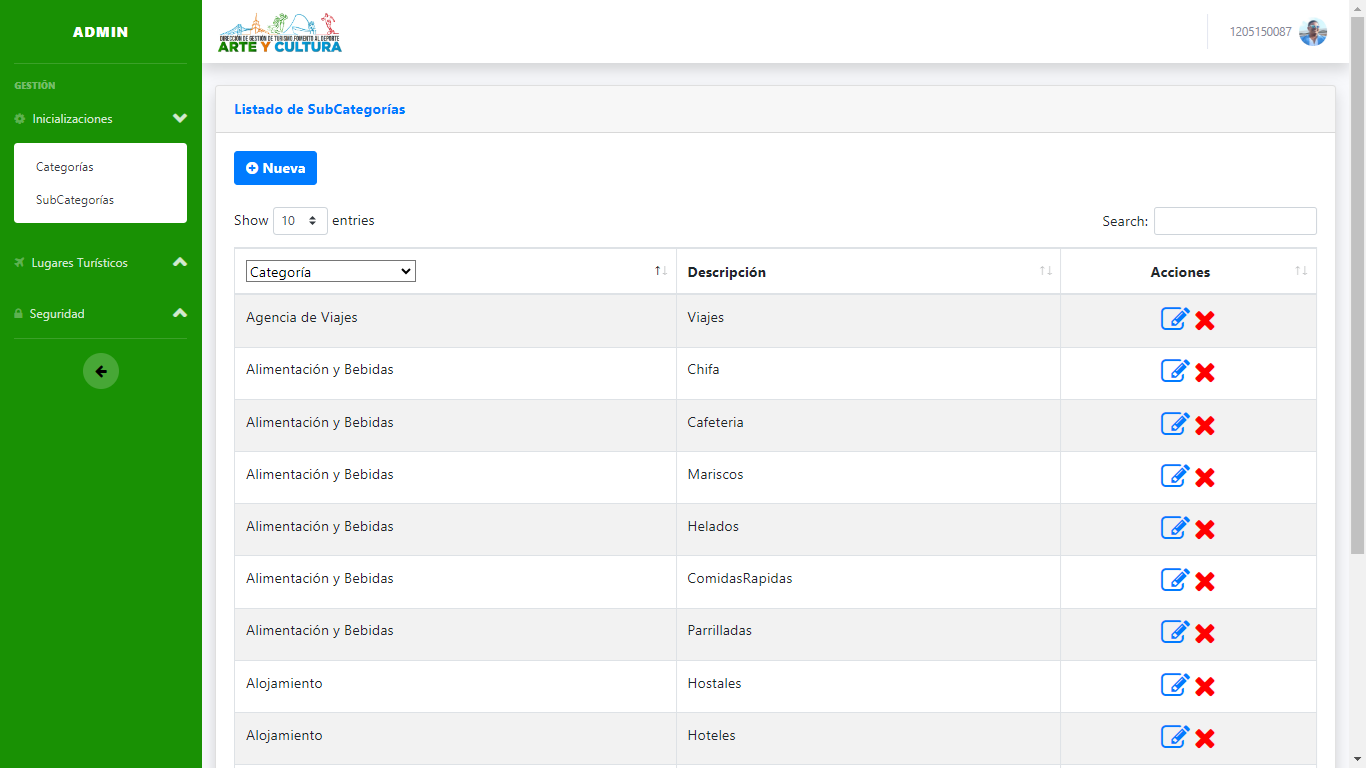 ADMIN
GESTIÓN
Inicializaciones
Categorías
SubCategorías
Lugares Turísticos
Seguridad
DIRECCIÓN DE GESTIÓN DE TURISMO FOMENTO AL DEPORTE
ARTE Y CULTURA
1205150087
Listado de SubCategorías
Nueva
Show 10 entries
Search:
Categoría Descripción Acciones
Agencia de Viajes Viajes
Alimentación y Bebidas Chifa
Alimentación y Bebidas Cafeteria
Alimentación y Bebidas Mariscos
Alimentación y Bebidas Helados
Alimentación y Bebidas ComidasRapidas
Alimentación y Bebidas Parrilladas
Alojamiento Hostales
Alojamiento Hoteles